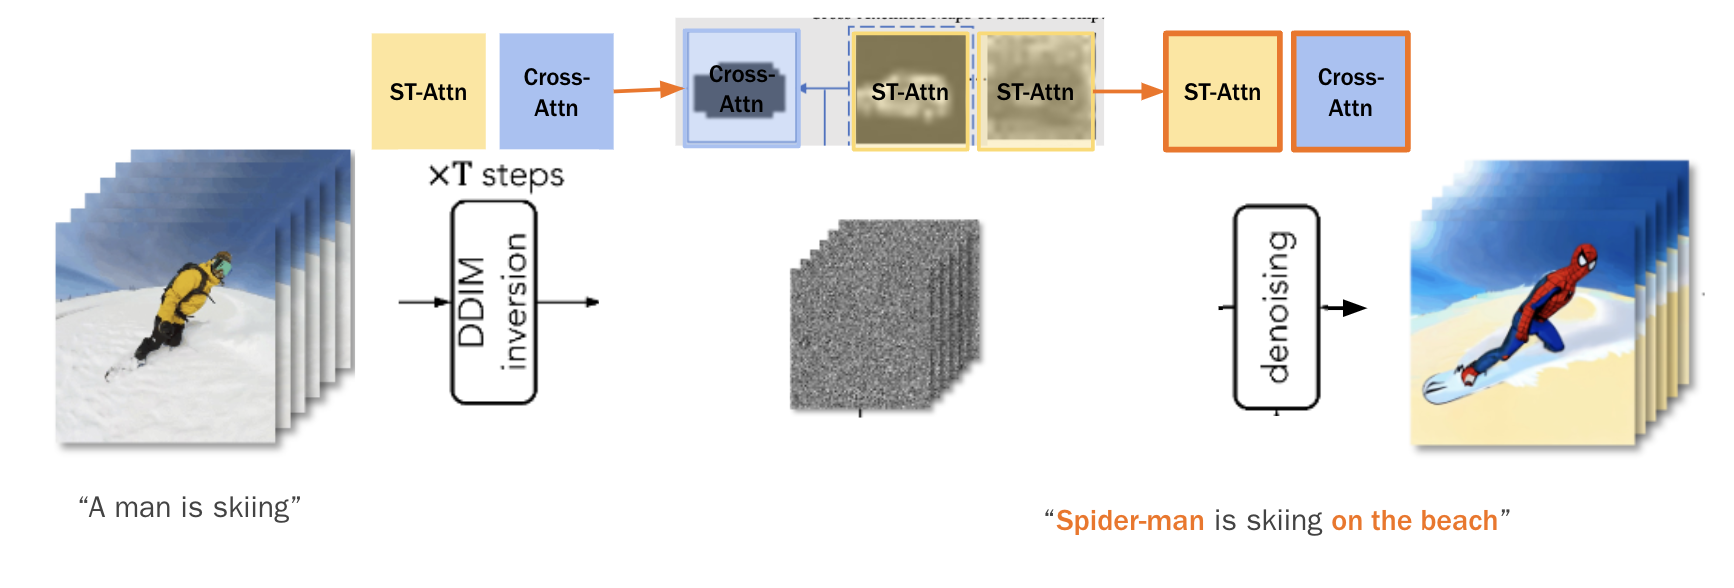 ST-Attn
Cross-
Attn
Cross-
Attn
ST-Attn
ST-Attn
ST-Attn
Cross-
Attn
×T steps
DDIM
inversion
denoising
“A man is skiing”
“Spider-man is skiing on the beach”